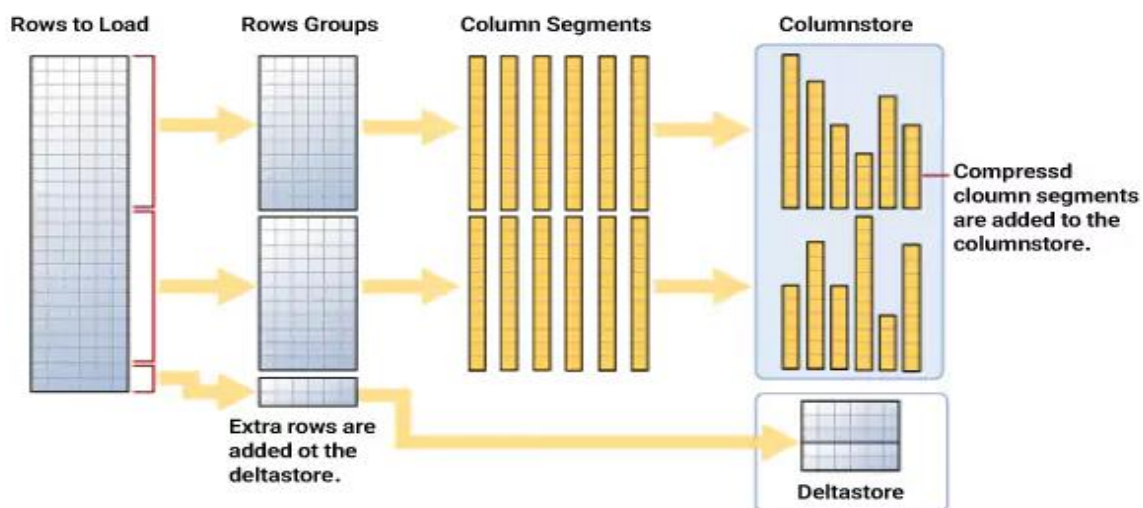 Rows to Load
Rows Groups
Column Segments
Columnstore
Compressd
cloumn segments
are added to the
columnstore.
Extra rows are
added ot the
deltastore.
Deltastore